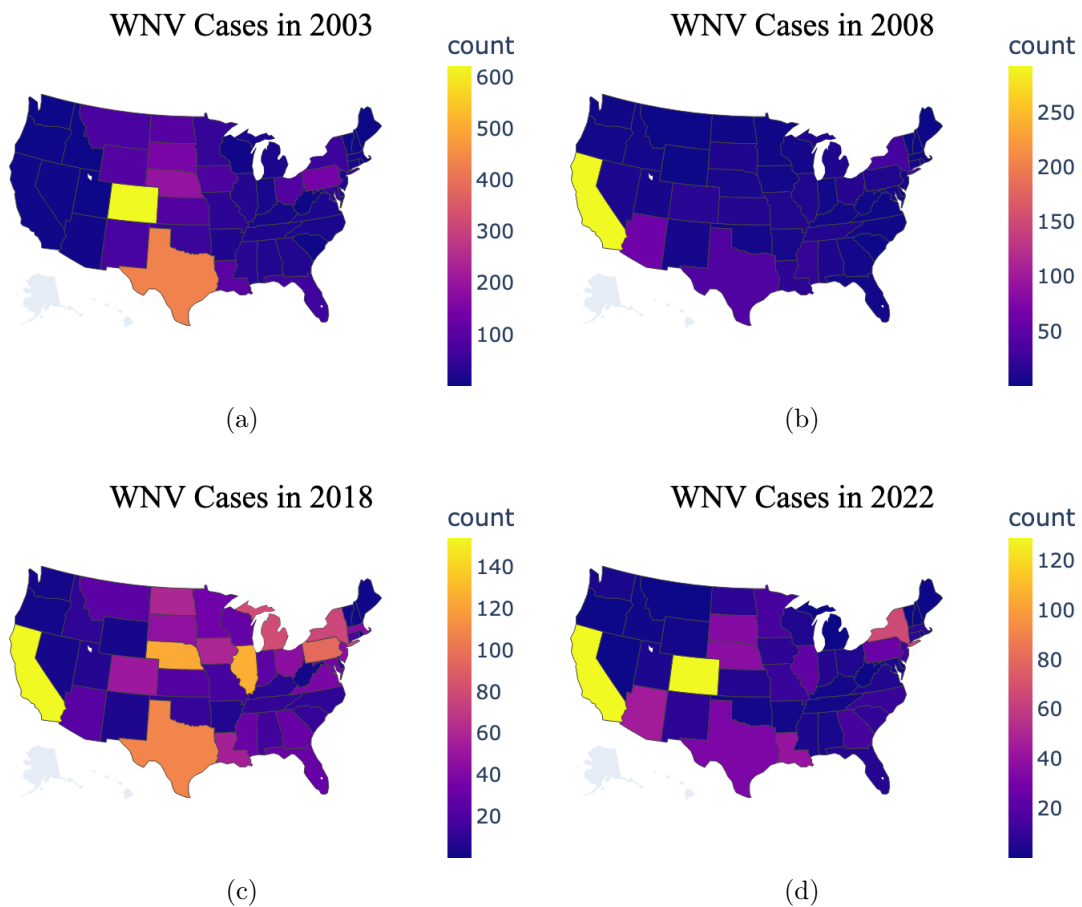 WNV Cases in 2003
count
600
500
400
300
200
100
(a)
WNV Cases in 2008
count
250
200
150
100
50
(b)
WNV Cases in 2018
count
140
120
100
80
60
40
20
(c)
WNV Cases in 2022
count
120
100
80
60
40
20
(d)